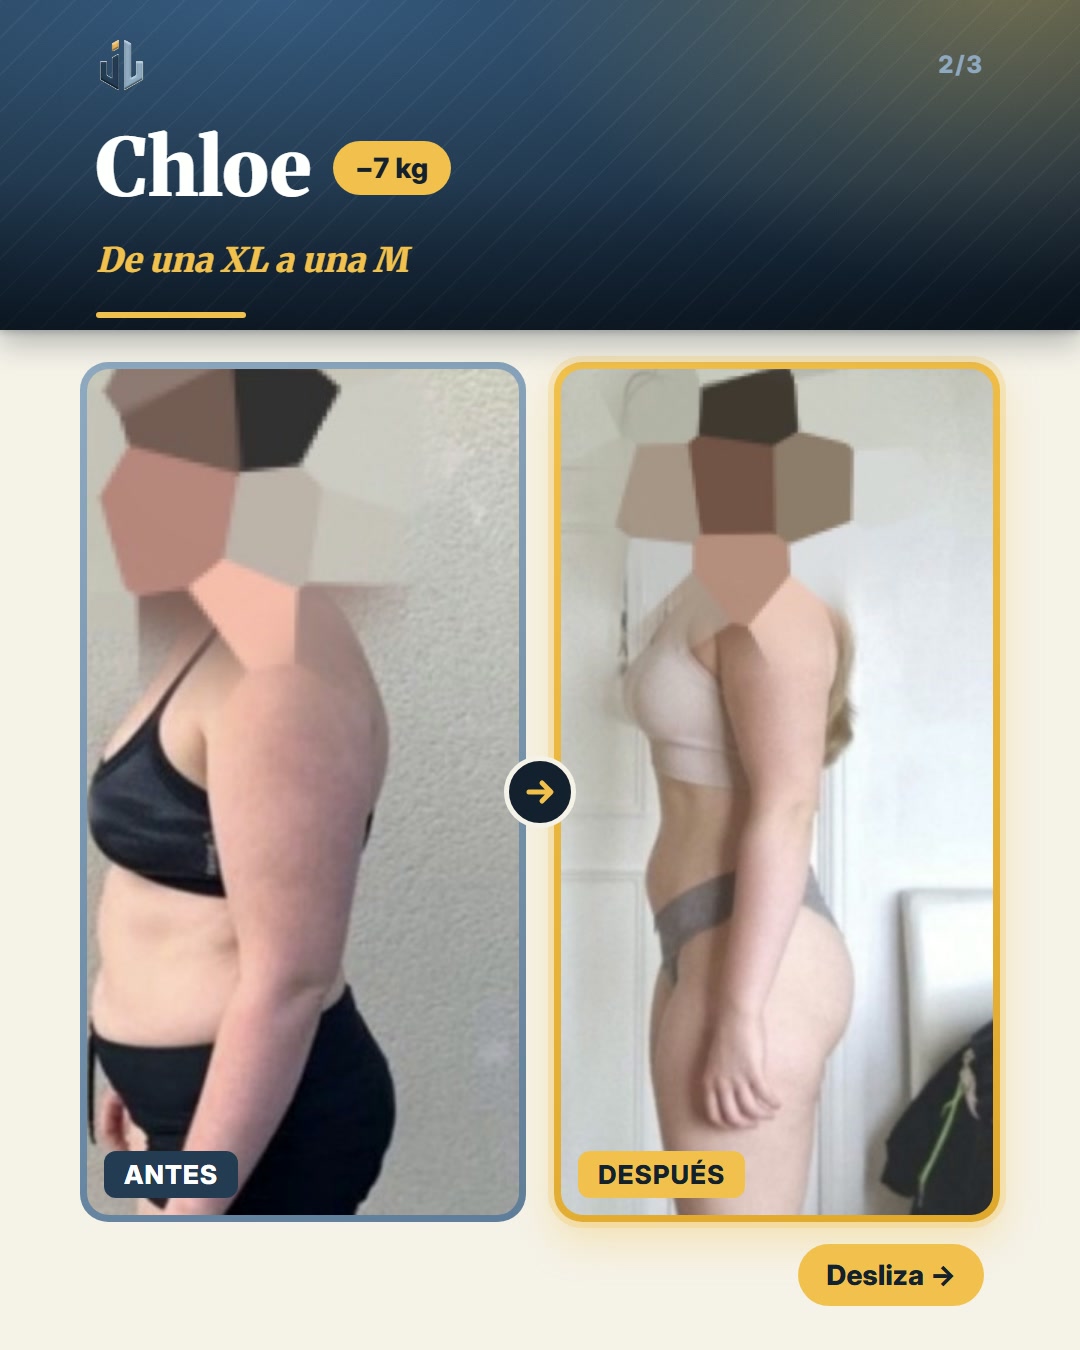 2/3
Chloe
−7 kg
De una XL a una M
ANTES
DESPUÉS
Desliza →